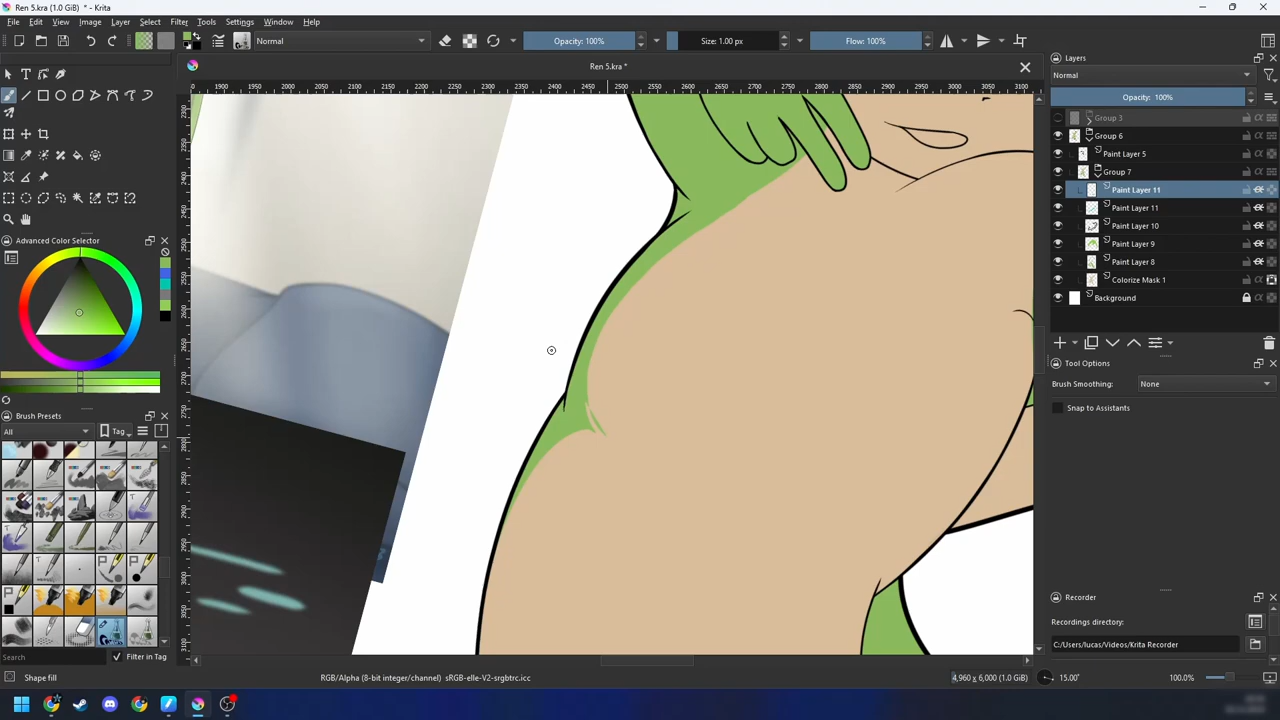 Ren 5.kra (1.0 GiB) * - Krita
File Edit View Image Layer Select Filter Tools Settings Window Help
Normal
Opacity: 100%
Size: 1.00 px
Flow: 100%
Ren 5.kra *
1900 1950 2000 2050 2100 2150 2200 2250 2300 2350 2400 2450 2500 2550 2600 2650 2700 2750 2800 2850 2900 2950 3000 3050 3100
Layers
Normal
Opacity: 100%
Group 3
Group 6
Paint Layer 5
Group 7
Paint Layer 11
Paint Layer 11
Paint Layer 10
Paint Layer 9
Paint Layer 8
Colorize Mask 1
Background
Tool Options
Brush Smoothing: None
Snap to Assistants
Advanced Color Selector
Brush Presets
All
Tag
Search
Filter in Tag
Recorder
Recordings directory:
C:/Users/lucas/Videos/Krita Recorder
Shape fill
RGB/Alpha (8-bit integer/channel) sRGB-elle-V2-srgbtrc.icc
4,960 x 6,000 (1.0 GiB)
15.00°
100.0%